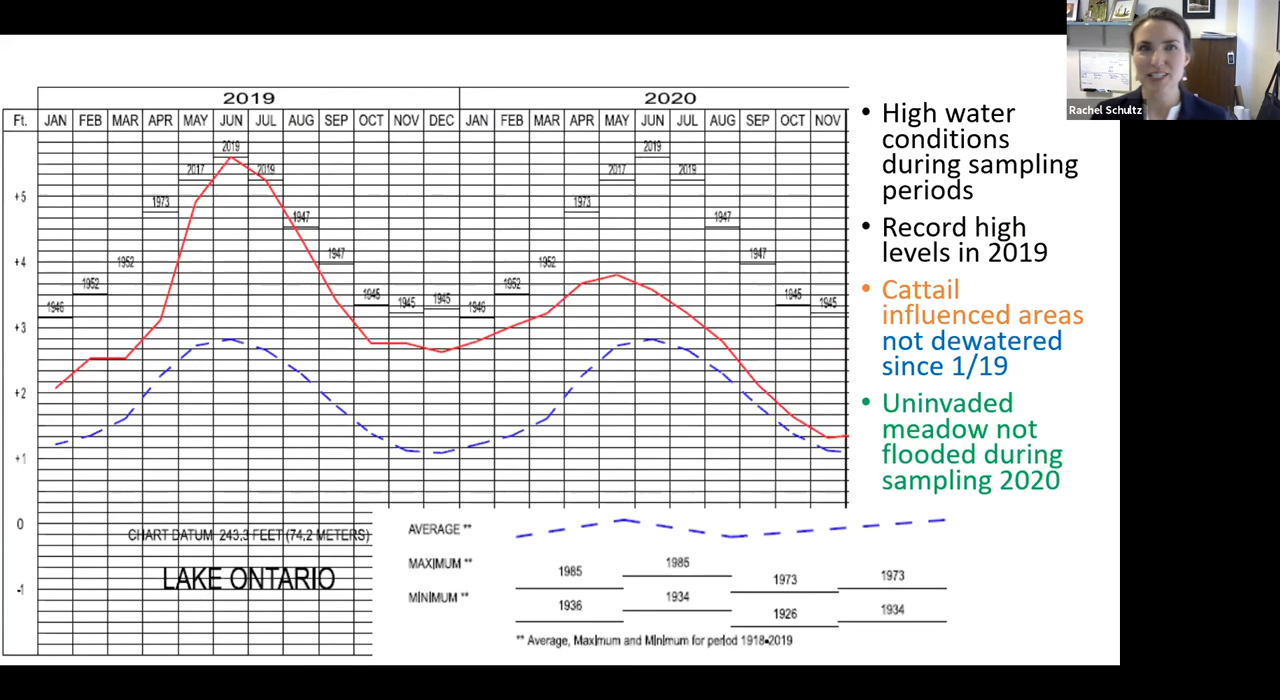 Rachel Schultz
2019 2020
Ft. JAN FEB MAR APR MAY JUN JUL AUG SEP OCT NOV DEC JAN FEB MAR APR MAY JUN JUL AUG SEP OCT NOV
2019 2019
2017 2019 2017 2019
+5
1973 1973
1947 1947
+4
1952 1947 1952 1947
1952 1952
1946 1945 1945 1945 1946 1945 1945
+3
+2
+1
0
-1
CHART DATUM 243.3 FEET (74.2 METERS)
LAKE ONTARIO
AVERAGE **
MAXIMUM ** 1985 1985 1973 1973
MINIMUM ** 1936 1934 1926 1934
** Average, Maximum and Minimum for period 1918-2019
• High water
conditions
during sampling
periods
• Record high
levels in 2019
• Cattail
influenced areas
not dewatered
since 1/19
• Uninvaded
meadow not
flooded during
sampling 2020